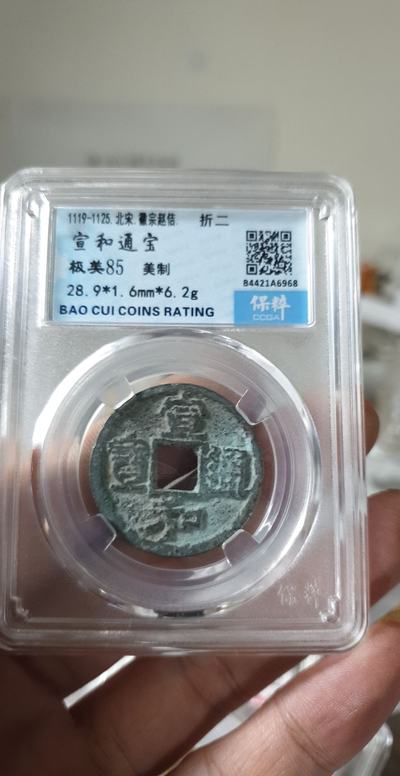 1119-1125.北宋.徽宗赵佶. 折二
宣和通宝
极美85 美制
28.9*1.6mm*6.2g
BAO CUI COINS RATING
B4421A6968
保粹
CCGA
宣
寳 通
和
保粹